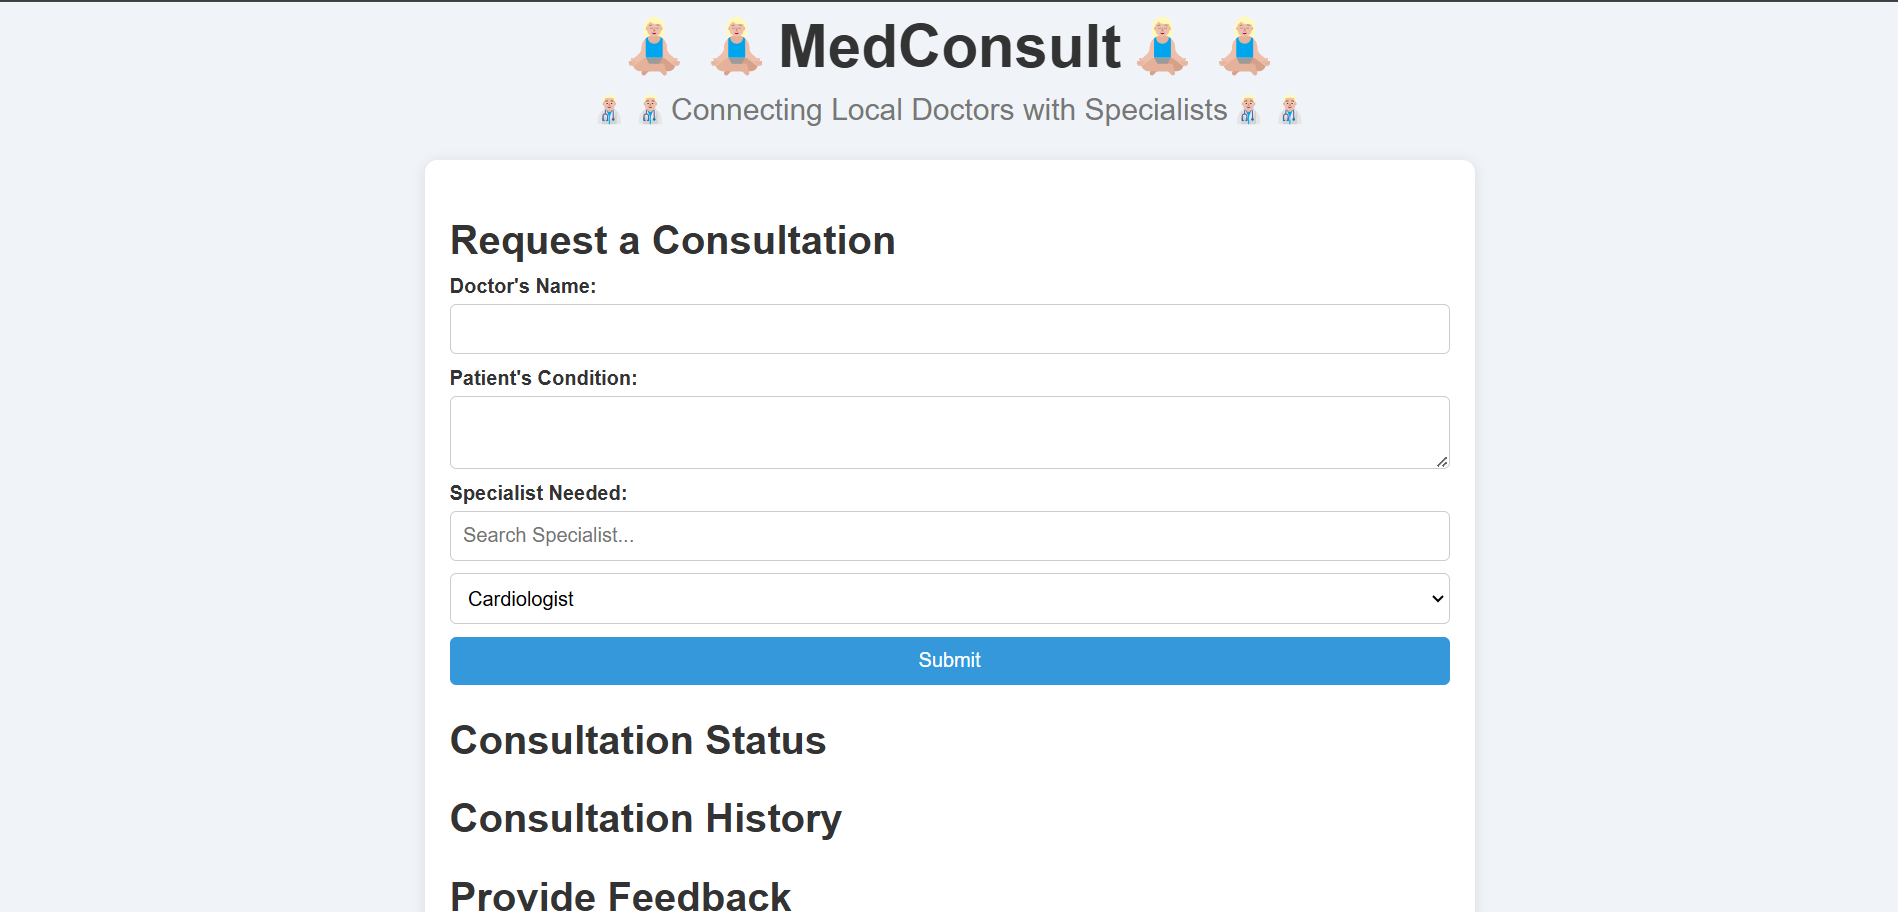 MedConsult
Connecting Local Doctors with Specialists
Request a Consultation
Doctor's Name:
Patient's Condition:
Specialist Needed:
Search Specialist...
Cardiologist
Submit
Consultation Status
Consultation History
Provide Feedback